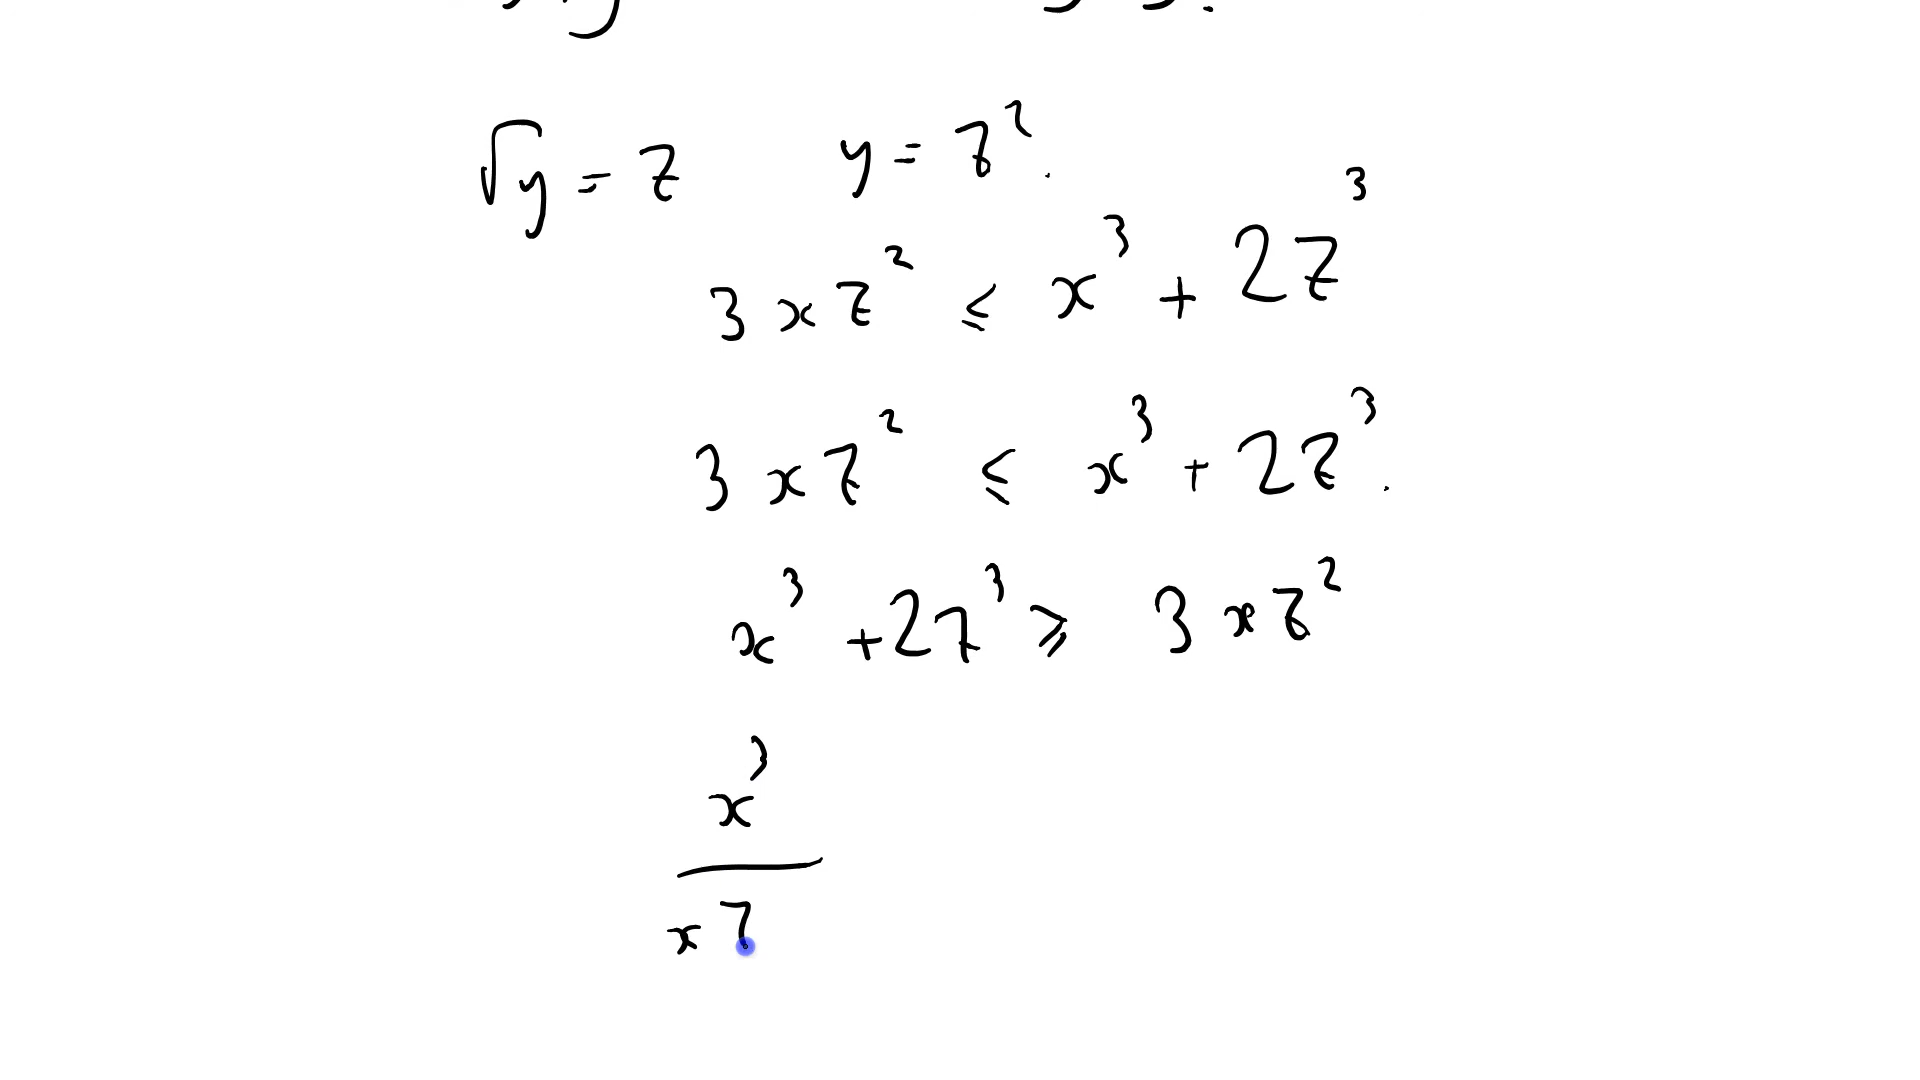 √y = z    y = z².
3xz² ≤ x³ + 2z³
3xz² ≤ x³ + 2z³.
x³ + 2z³ ≥ 3xz²
x³
xz